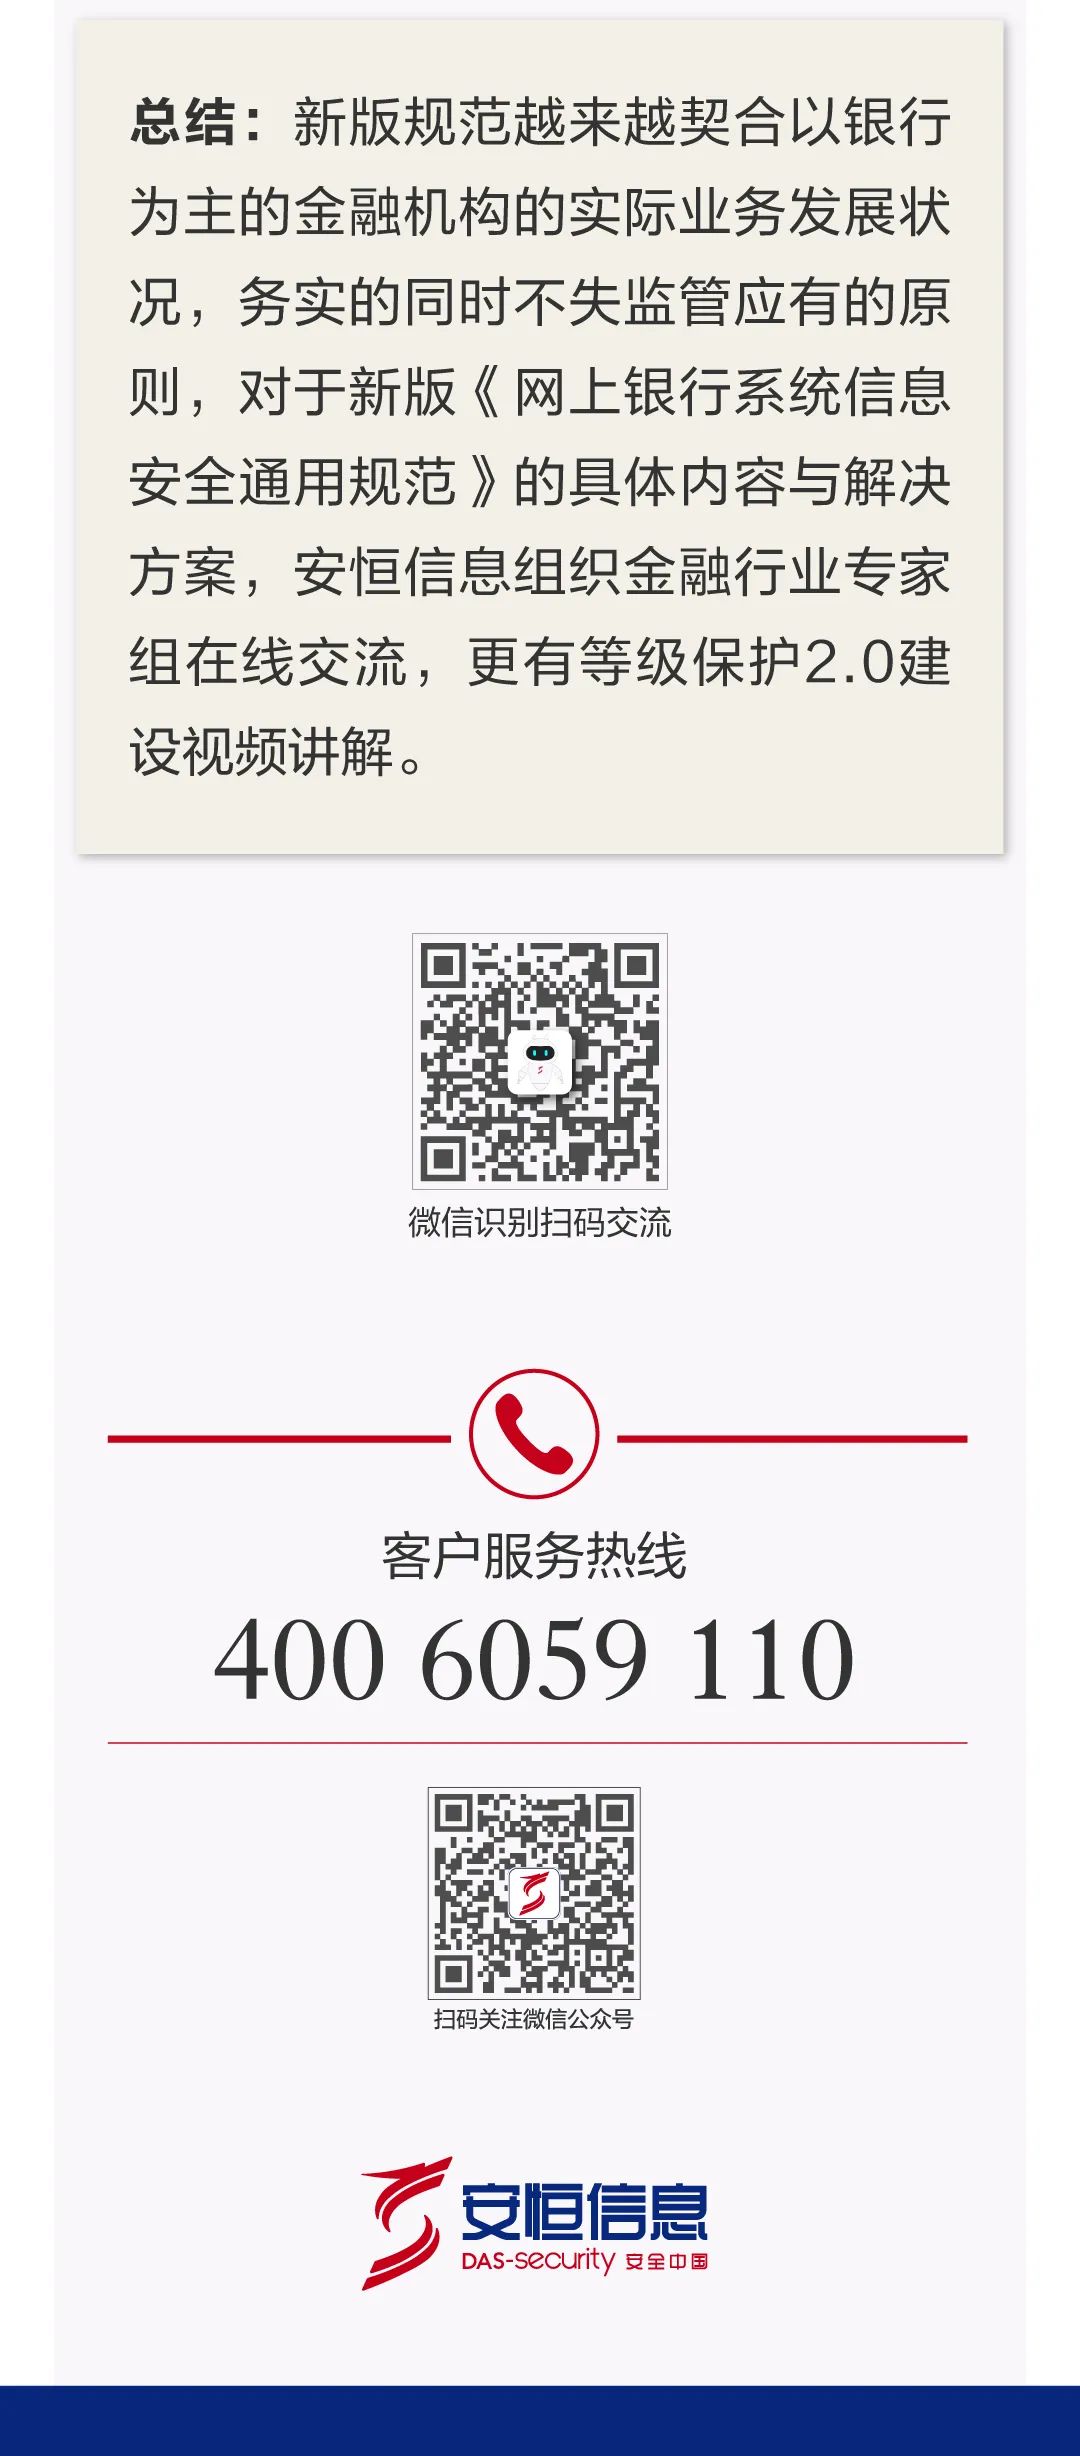 总结：新版规范越来越契合以银行
为主的金融机构的实际业务发展状
况，务实的同时不失监管应有的原
则，对于新版《网上银行系统信息
安全通用规范》的具体内容与解决
方案，安恒信息组织金融行业专家
组在线交流，更有等级保护2.0建
设视频讲解。
微信识别扫码交流
客户服务热线
400 6059 110
扫码关注微信公众号
安恒信息
DAS-security 安全中国